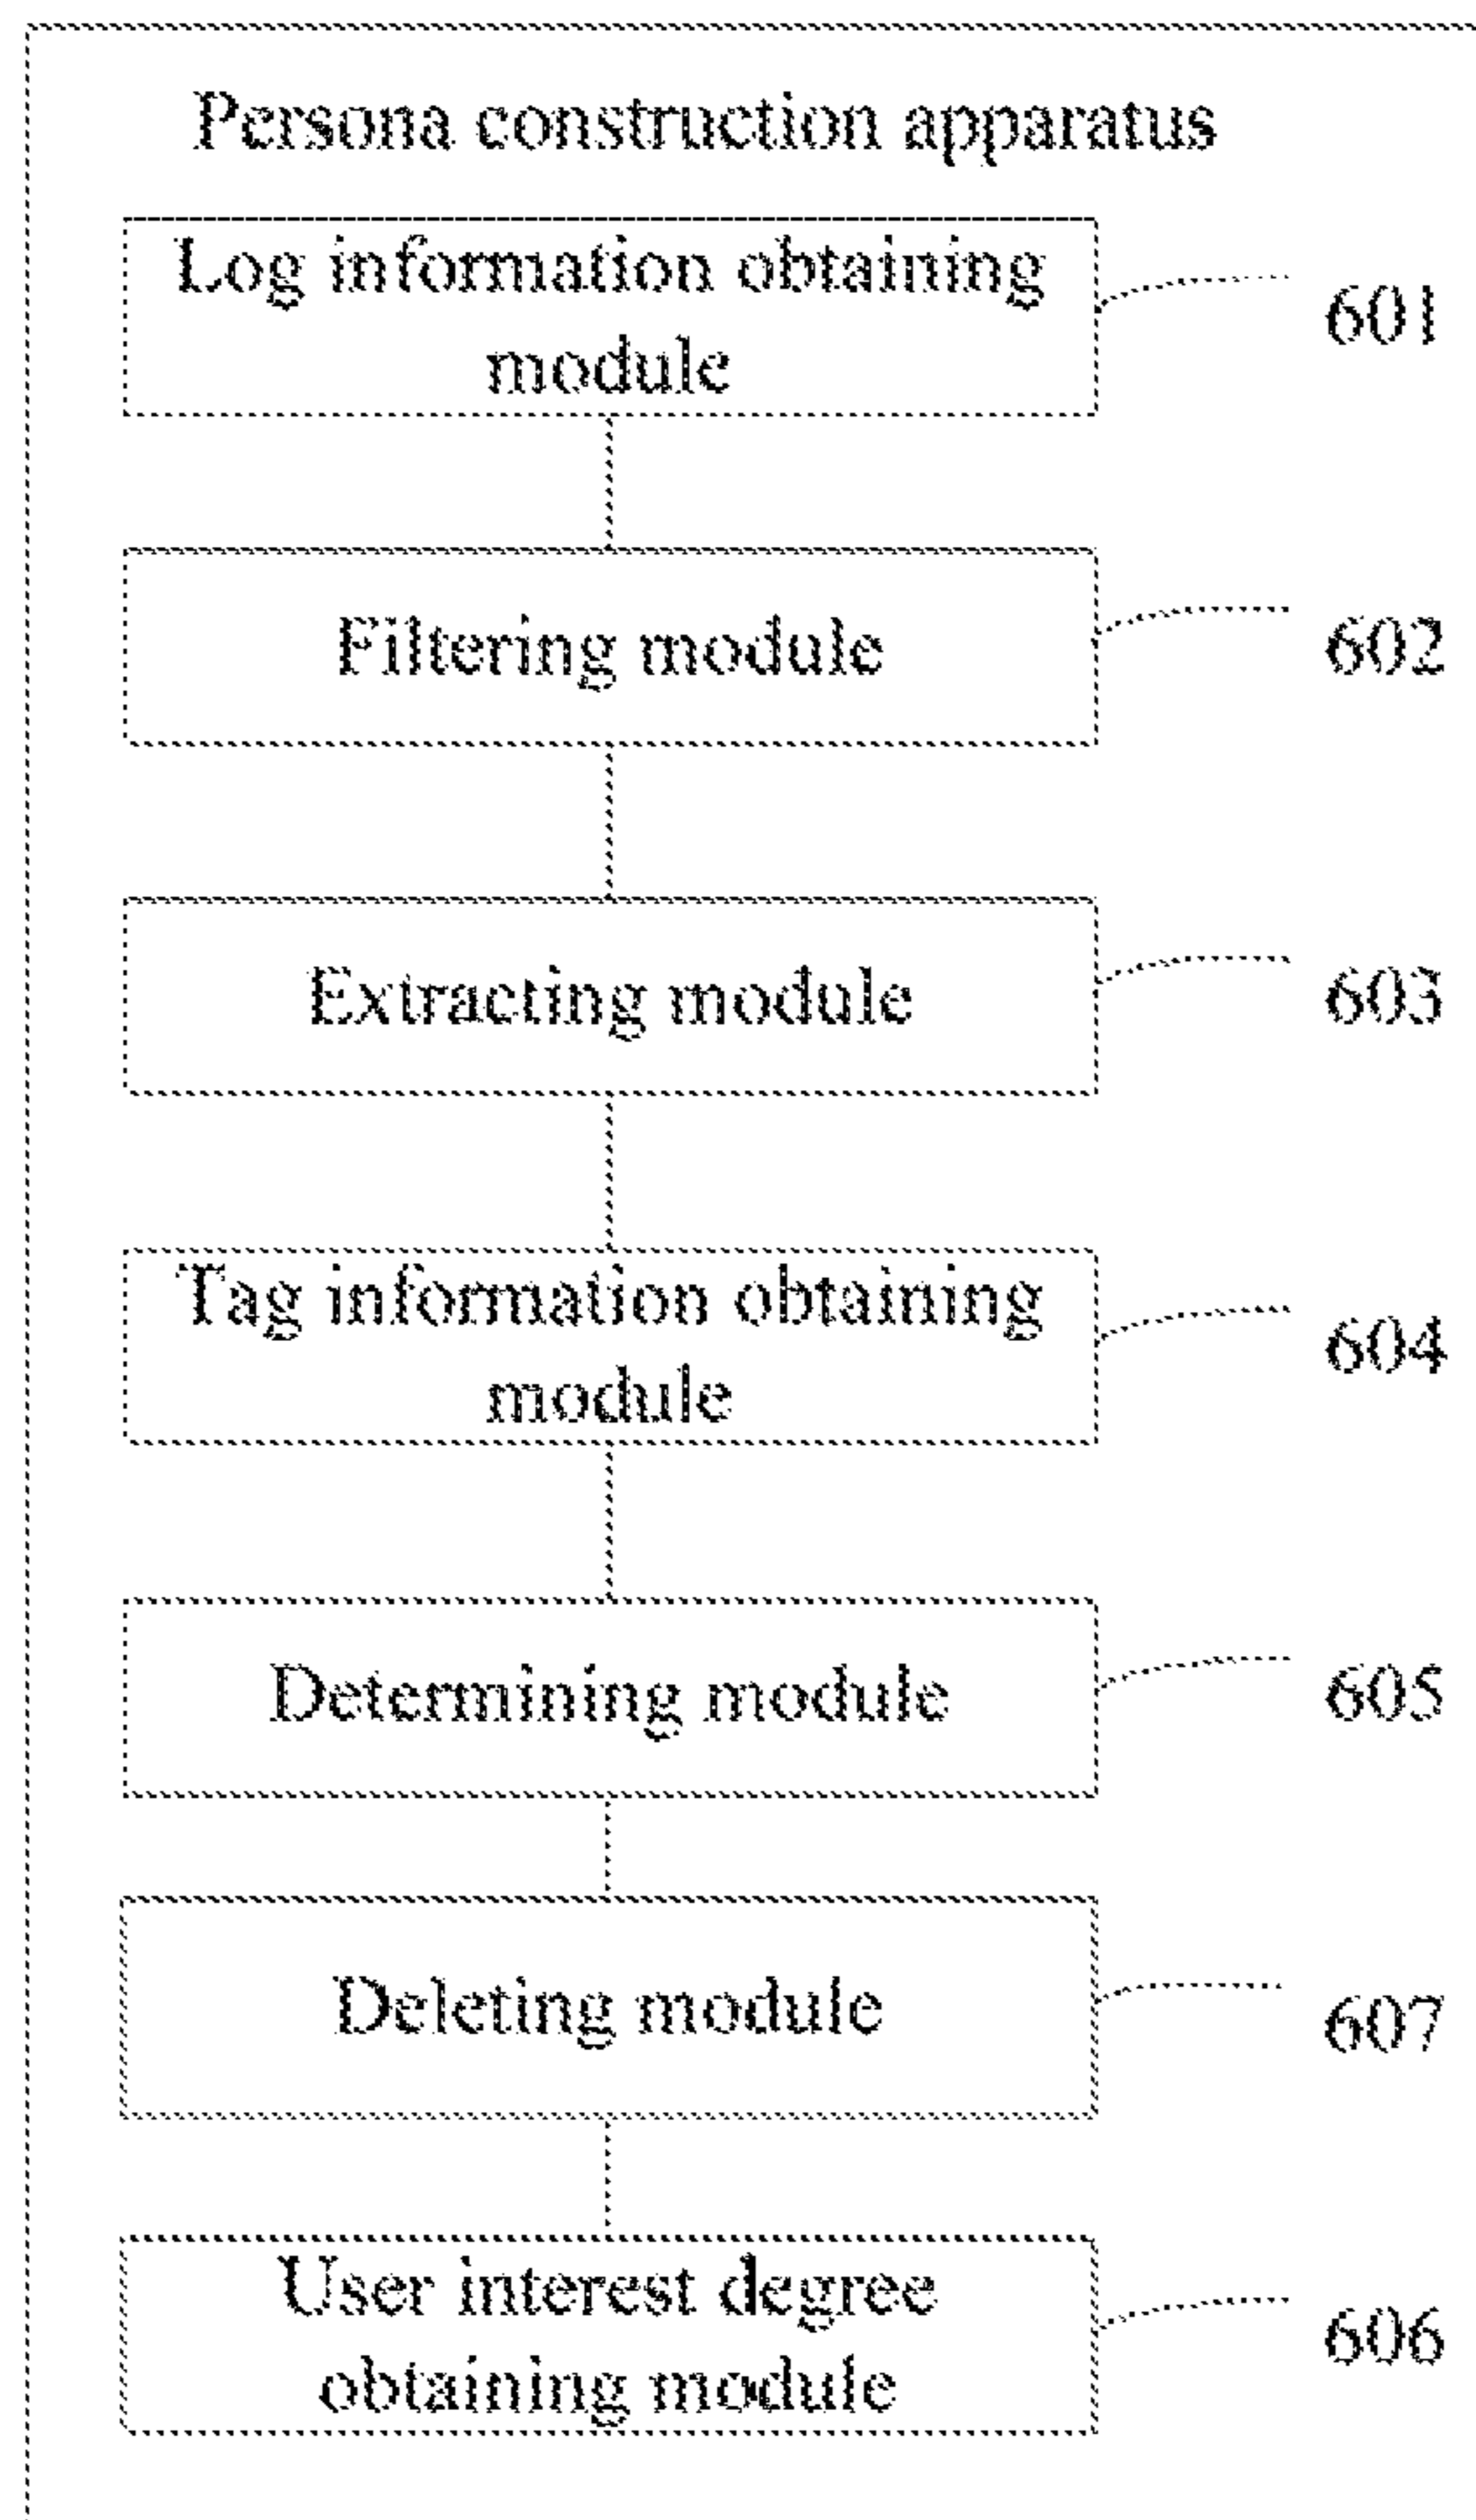 Persona construction apparatus
Log information obtaining
module
601
Filtering module
602
Extracting module
603
Tag information obtaining
module
604
Determining module
605
Deleting module
607
User interest degree
obtaining module
606